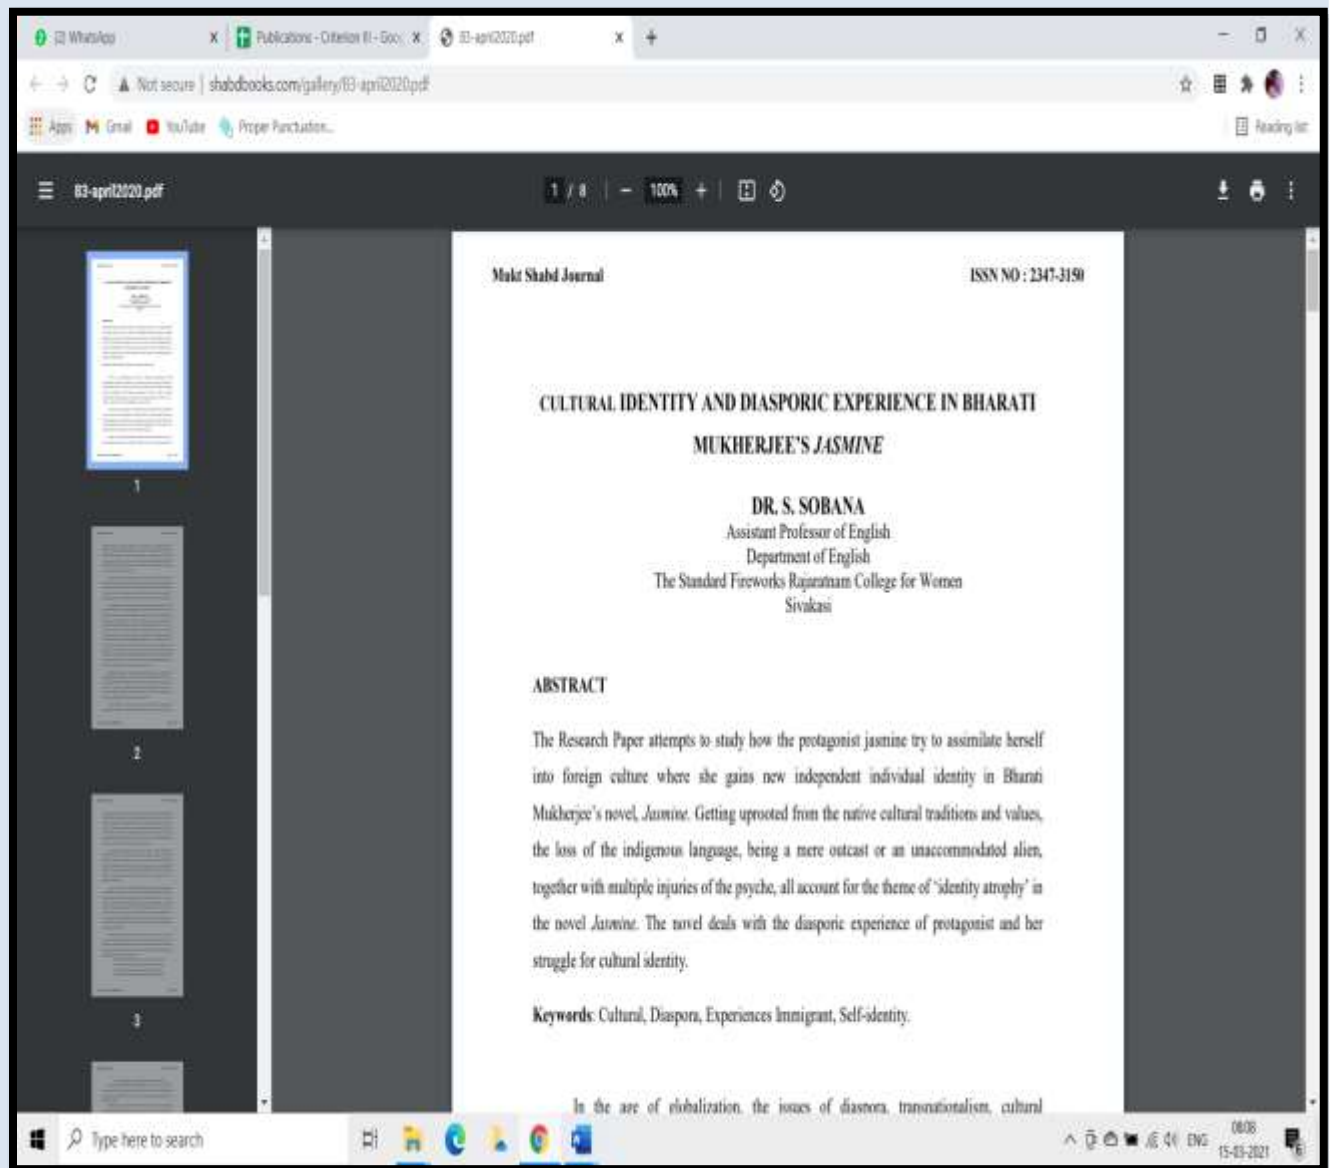 WhatsApp
Publications - Criterion III - Goo
83-april2020.pdf
Not secure | shabdbooks.com/gallery/83-april2020.pdf
Apps Gmail YouTube Proper Punctuation...
Reading list
83-april2020.pdf
1 / 8 | − 100% + |
1
2
3
Mukt Shabd Journal
ISSN NO : 2347-3150
CULTURAL IDENTITY AND DIASPORIC EXPERIENCE IN BHARATI
MUKHERJEE'S JASMINE
DR. S. SOBANA
Assistant Professor of English
Department of English
The Standard Fireworks Rajaratnam College for Women
Sivakasi
ABSTRACT
The Research Paper attempts to study how the protagonist jasmine try to assimilate herself
into foreign culture where she gains new independent individual identity in Bharati
Mukherjee's novel, Jasmine. Getting uprooted from the native cultural traditions and values,
the loss of the indigenous language, being a mere outcast or an unaccommodated alien,
together with multiple injuries of the psyche, all account for the theme of 'identity atrophy' in
the novel Jasmine. The novel deals with the diasporic experience of protagonist and her
struggle for cultural identity.
Keywords: Cultural, Diaspora, Experiences Immigrant, Self-identity.
In the age of globalization, the issues of diaspora, transnationalism, cultural
Type here to search
ENG
08:08
15-03-2021